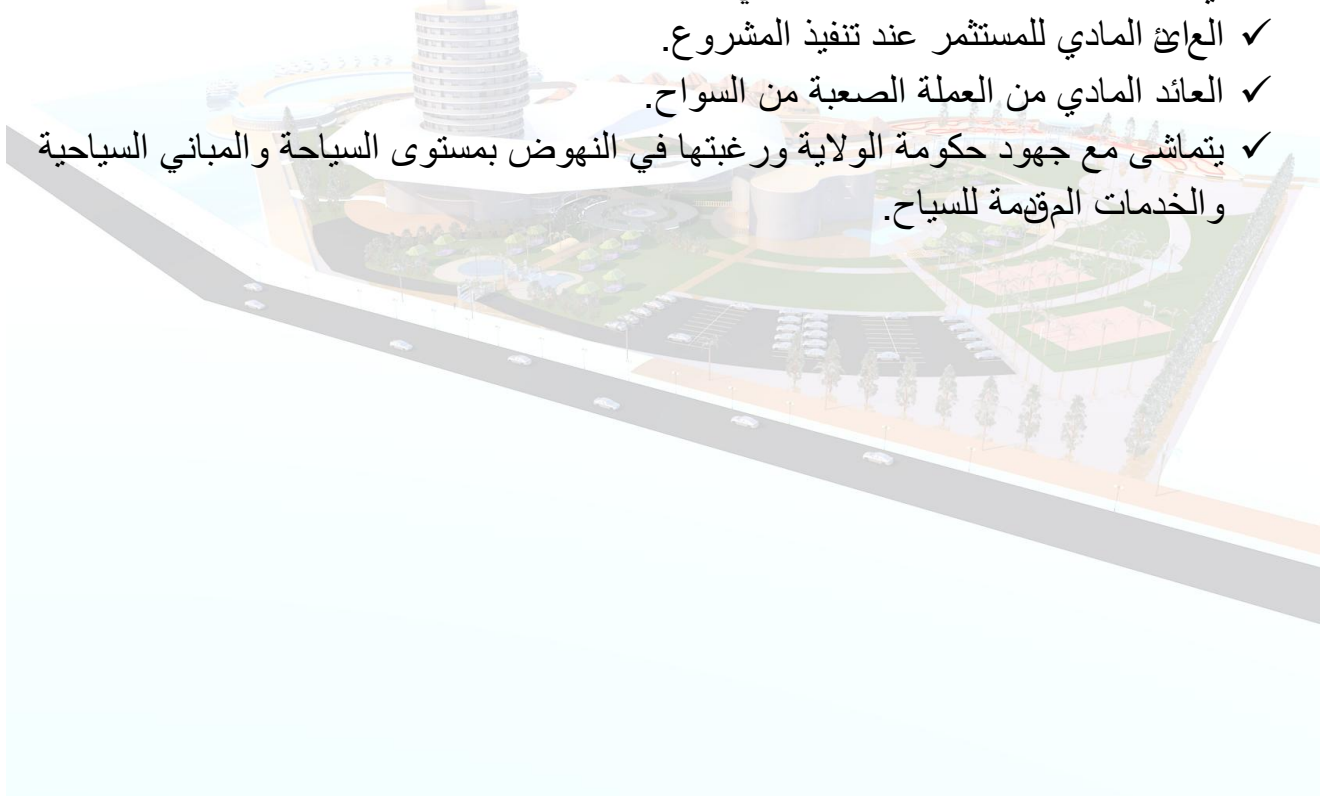 ✓ العائد المادي للمستثمر عند تنفيذ المشروع.
✓ العائد المادي من العملة الصعبة من السواح.
✓ يتماشى مع جهود حكومة الولاية ورغبتها في النهوض بمستوى السياحة والمباني السياحية
والخدمات المقدمة للسياح.